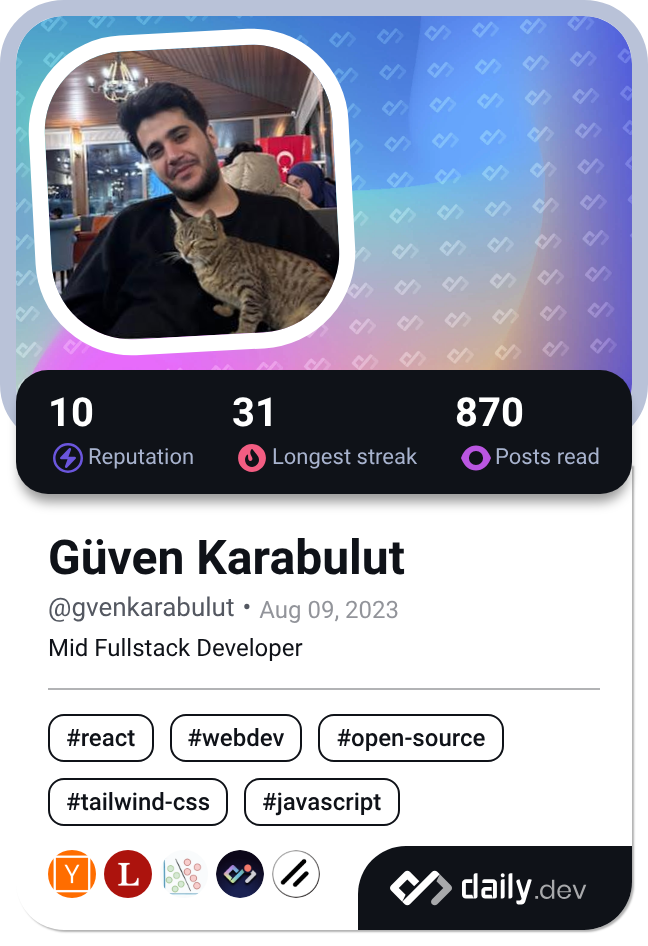 10 31 870
Reputation Longest streak Posts read
Güven Karabulut
@gvenkarabulut • Aug 09, 2023
Mid Fullstack Developer
#react #webdev #open-source
#tailwind-css #javascript
Y L
daily.dev